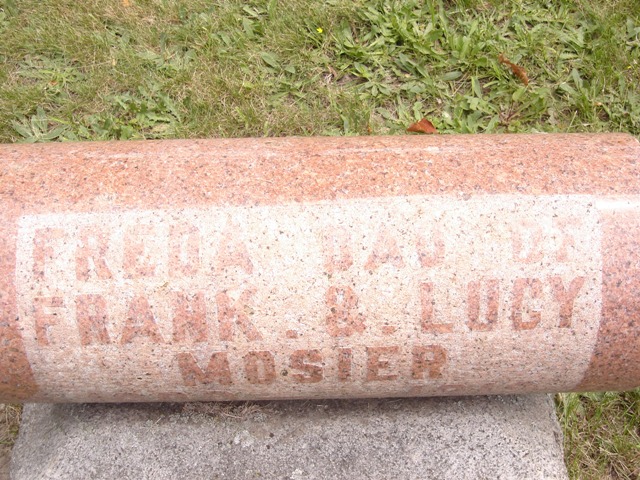 FREDA DAU OF
FRANK. &. LUCY
MOSIER